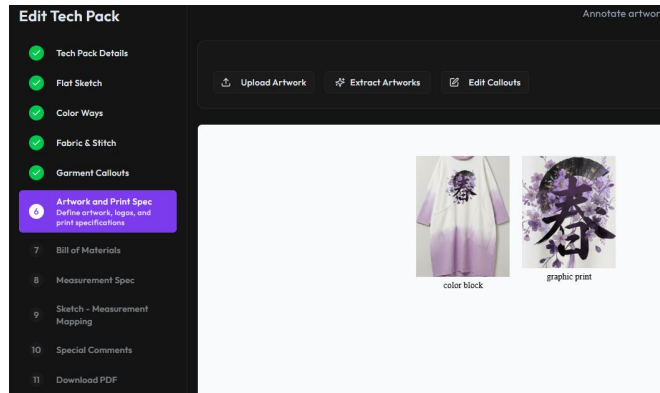 Edit Tech Pack
Annotate artwor
Tech Pack Details
Flat Sketch
Color Ways
Fabric & Stitch
Garment Callouts
6
Artwork and Print Spec
Define artwork, logos, and
print specifications
7 Bill of Materials
8 Measurement Spec
9 Sketch - Measurement
Mapping
10 Special Comments
11 Download PDF
Upload Artwork
Extract Artworks
Edit Callouts
春
春
color block
graphic print